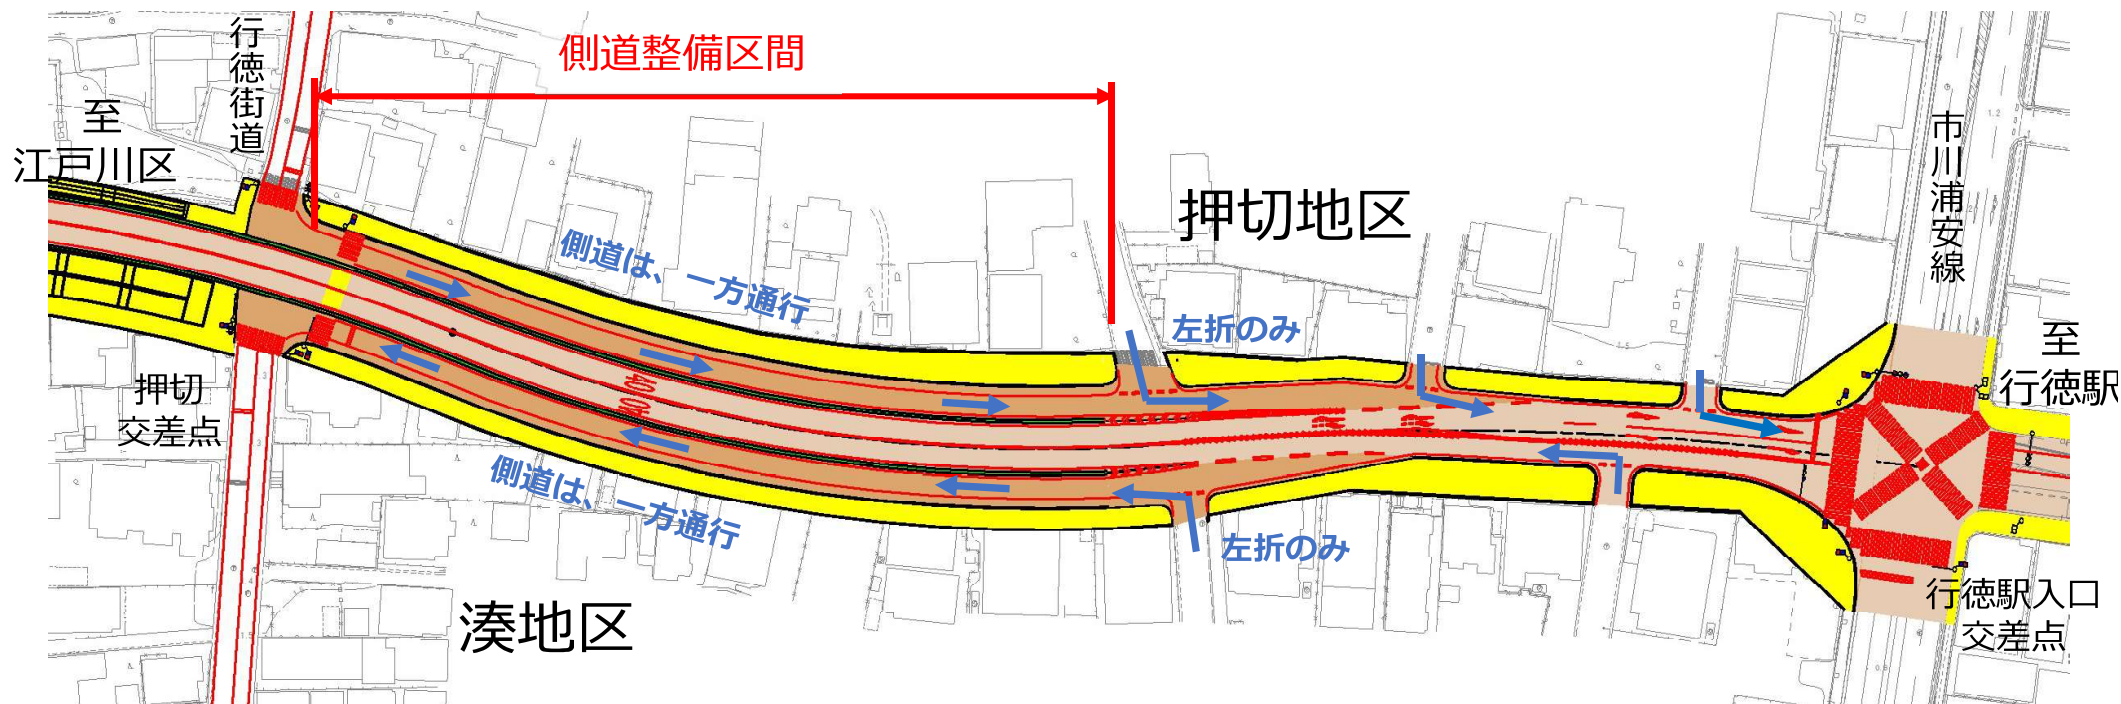 行徳街道
側道整備区間
至
江戸川区
市川浦安線
押切地区
側道は、一方通行
左折のみ
至
行徳駅
押切
交差点
側道は、一方通行
左折のみ
湊地区
行徳駅入口
交差点